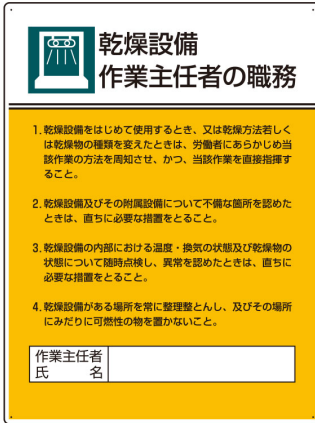 乾燥設備
作業主任者の職務
1. 乾燥設備をはじめて使用するとき、又は乾燥方法若しく
は乾燥物の種類を変えたときは、労働者にあらかじめ当
該作業の方法を周知させ、かつ、当該作業を直接指揮す
ること。
2. 乾燥設備及びその附属設備について不備な箇所を認めた
ときは、直ちに必要な措置をとること。
3. 乾燥設備の内部における温度・換気の状態及び乾燥物の
状態について随時点検し、異常を認めたときは、直ちに
必要な措置をとること。
4. 乾燥設備がある場所を常に整理整とんし、及びその場所
にみだりに可燃性の物を置かないこと。
作業主任者
氏 名